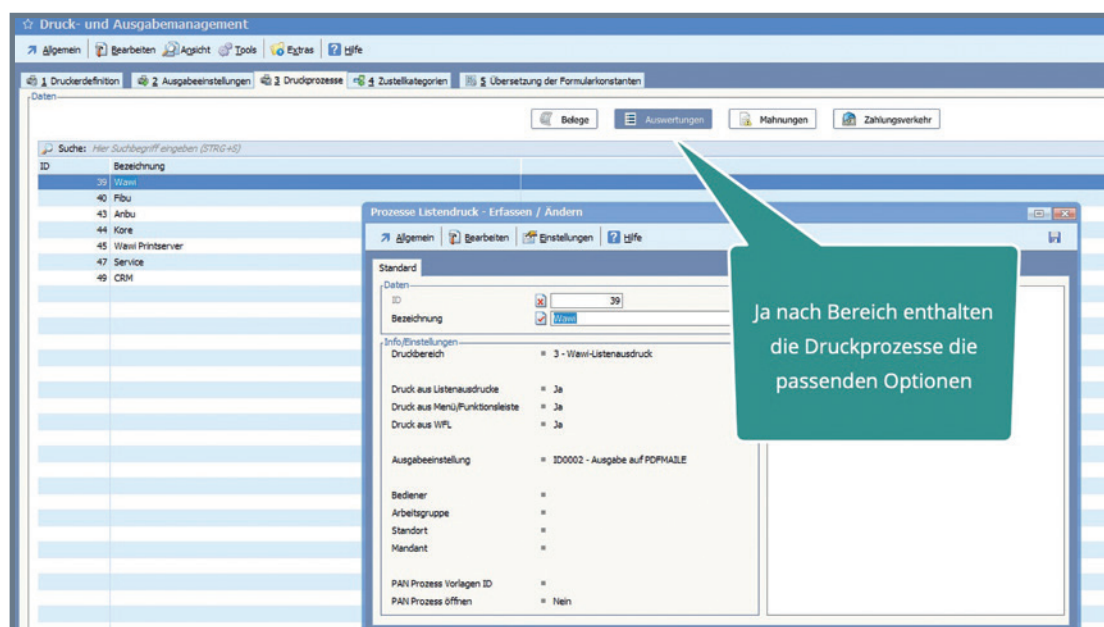 Druck- und Ausgabemanagement
Allgemein Bearbeiten Ansicht Tools Extras Hilfe
1 Druckerdefinition 2 Ausgabeeinstellungen 3 Druckprozesse 4 Zustellkategorien 5 Übersetzung der Formularkonstanten
Daten
Belege Auswertungen Mahnungen Zahlungsverkehr
Suche: Hier Suchbegriff eingeben (STRG+S)
ID Bezeichnung
39 Wawi
40 Fibu
43 Anbu
44 Kore
45 Wawi Printserver
47 Service
49 CRM
Prozesse Listendruck - Erfassen / Ändern
Allgemein Bearbeiten Einstellungen Hilfe
Standard
Daten
ID 39
Bezeichnung Wawi
Info/Einstellungen
Druckbereich = 3 - Wawi-Listenausdruck
Druck aus Listenausdrucke = Ja
Druck aus Menü/Funktionsleiste = Ja
Druck aus WFL = Ja
Ausgabeeinstellung = ID0002 - Ausgabe auf PDFMAILE
Bediener =
Arbeitsgruppe =
Standort =
Mandant =
PAN Prozess Vorlagen ID =
PAN Prozess öffnen = Nein
Ja nach Bereich enthalten
die Druckprozesse die
passenden Optionen